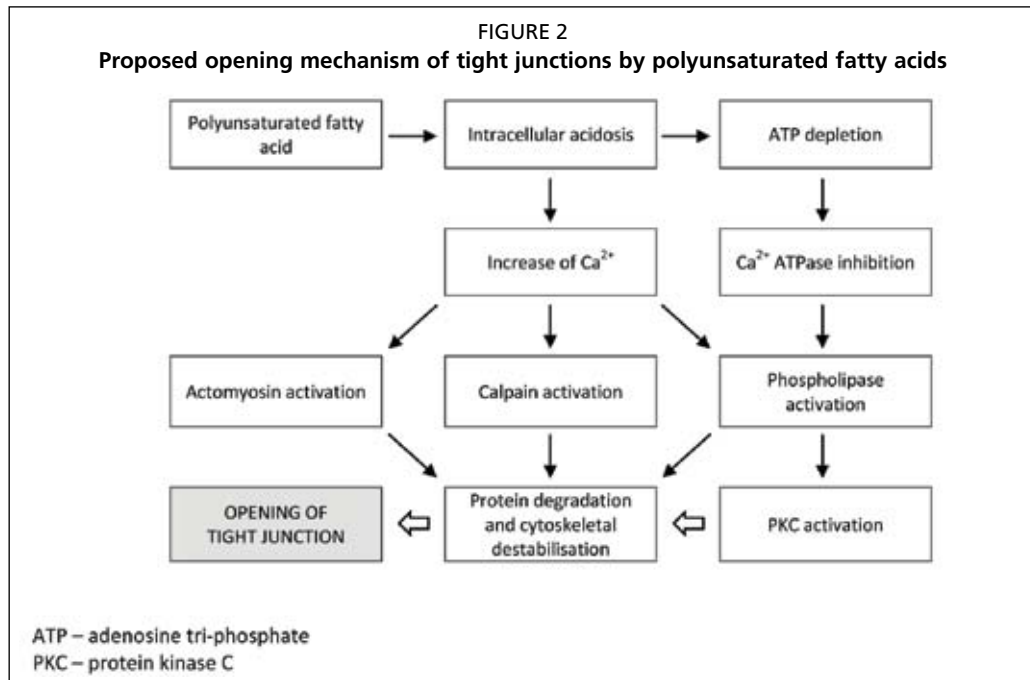 FIGURE 2
Proposed opening mechanism of tight junctions by polyunsaturated fatty acids
Polyunsaturated fatty
acid
Intracellular acidosis
ATP depletion
Increase of Ca²⁺
Ca²⁺ ATPase inhibition
Actomyosin activation
Calpain activation
Phospholipase
activation
OPENING OF
TIGHT JUNCTION
Protein degradation
and cytoskeletal
destabilisation
PKC activation
ATP – adenosine tri-phosphate
PKC – protein kinase C